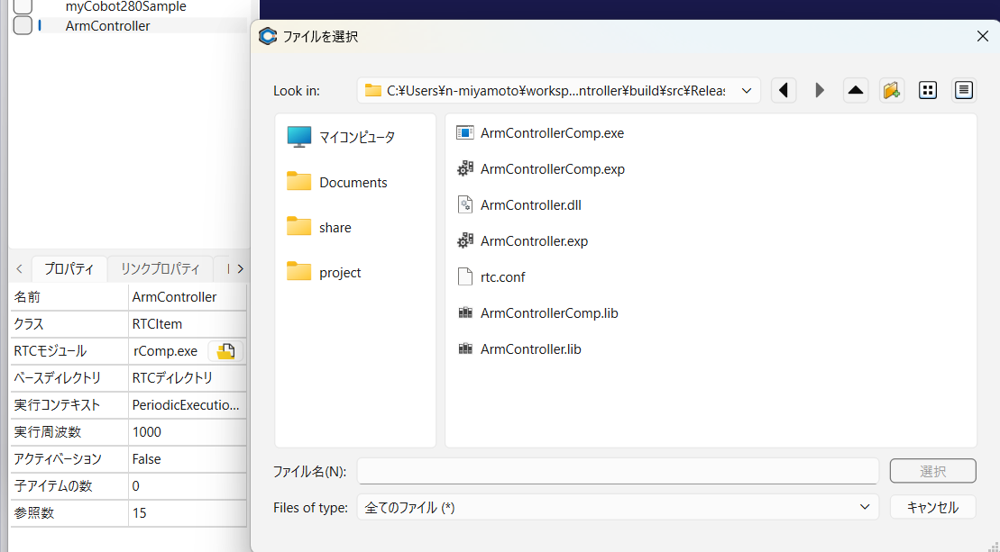 myCobot280Sample
ArmController
プロパティ
リンクプロパティ
名前 ArmController
クラス RTCItem
RTCモジュール rComp.exe
ベースディレクトリ RTCディレクトリ
実行コンテキスト PeriodicExecutio...
実行周波数 1000
アクティベーション False
子アイテムの数 0
参照数 15
ファイルを選択
Look in: C:¥Users¥n-miyamoto¥worksp...ntroller¥build¥src¥Releas
マイコンピュータ
Documents
share
project
ArmControllerComp.exe
ArmControllerComp.exp
ArmController.dll
ArmController.exp
rtc.conf
ArmControllerComp.lib
ArmController.lib
ファイル名(N): 選択
Files of type: 全てのファイル (*) キャンセル